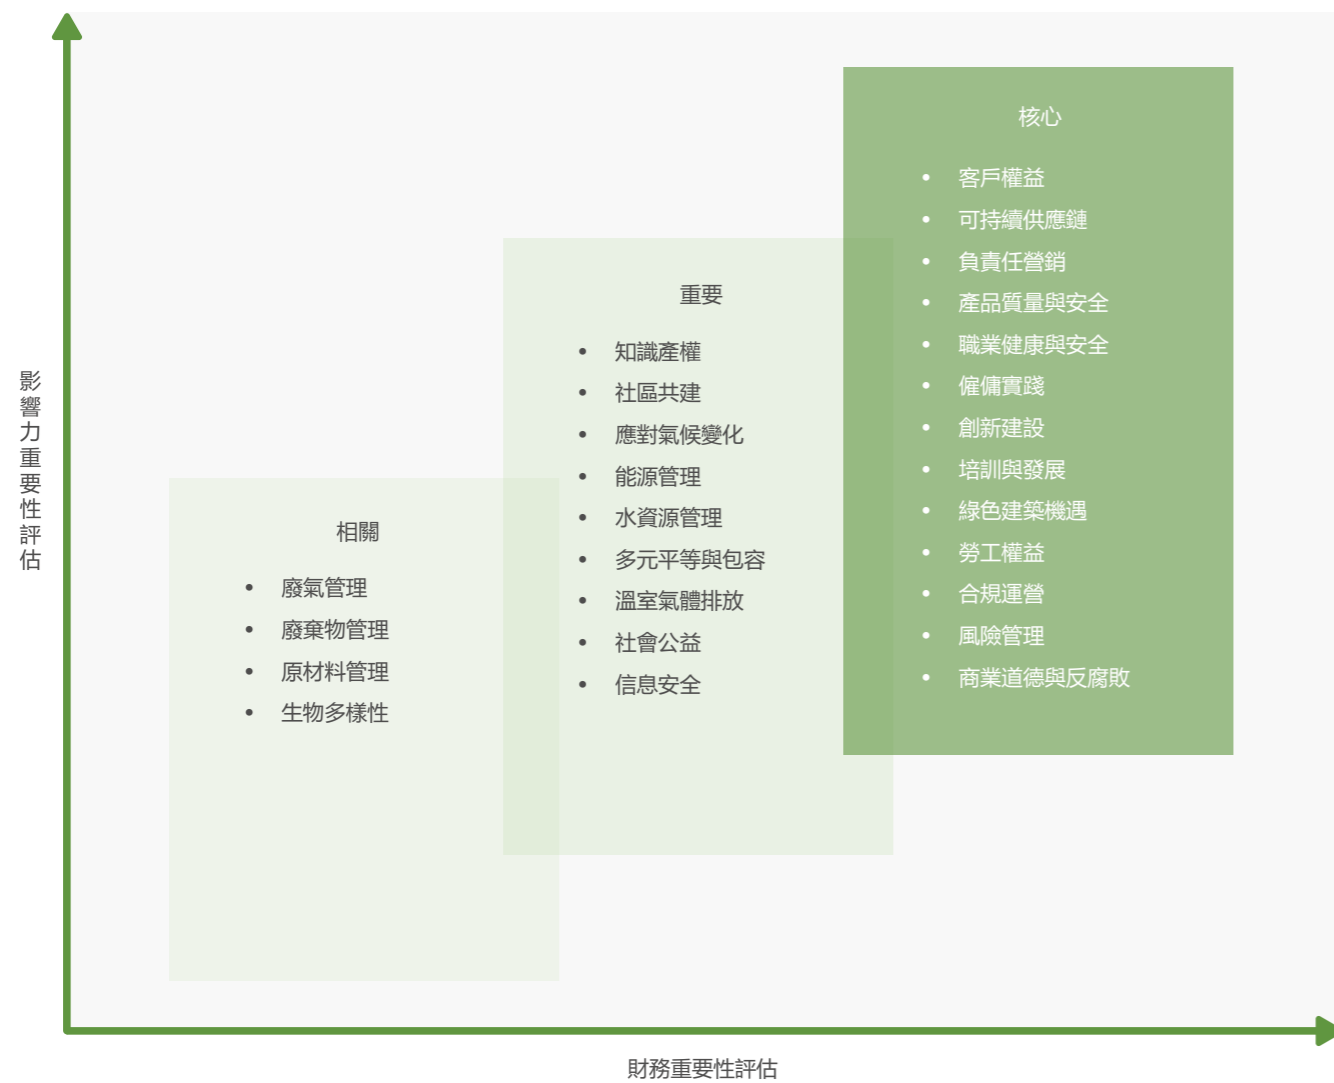 影響力重要性評估
相關
• 廢氣管理
• 廢棄物管理
• 原材料管理
• 生物多樣性
重要
• 知識產權
• 社區共建
• 應對氣候變化
• 能源管理
• 水資源管理
• 多元平等與包容
• 溫室氣體排放
• 社會公益
• 信息安全
核心
• 客戶權益
• 可持續供應鏈
• 負責任營銷
• 產品質量與安全
• 職業健康與安全
• 僱傭實踐
• 創新建設
• 培訓與發展
• 綠色建築機遇
• 勞工權益
• 合規運營
• 風險管理
• 商業道德與反腐敗
財務重要性評估